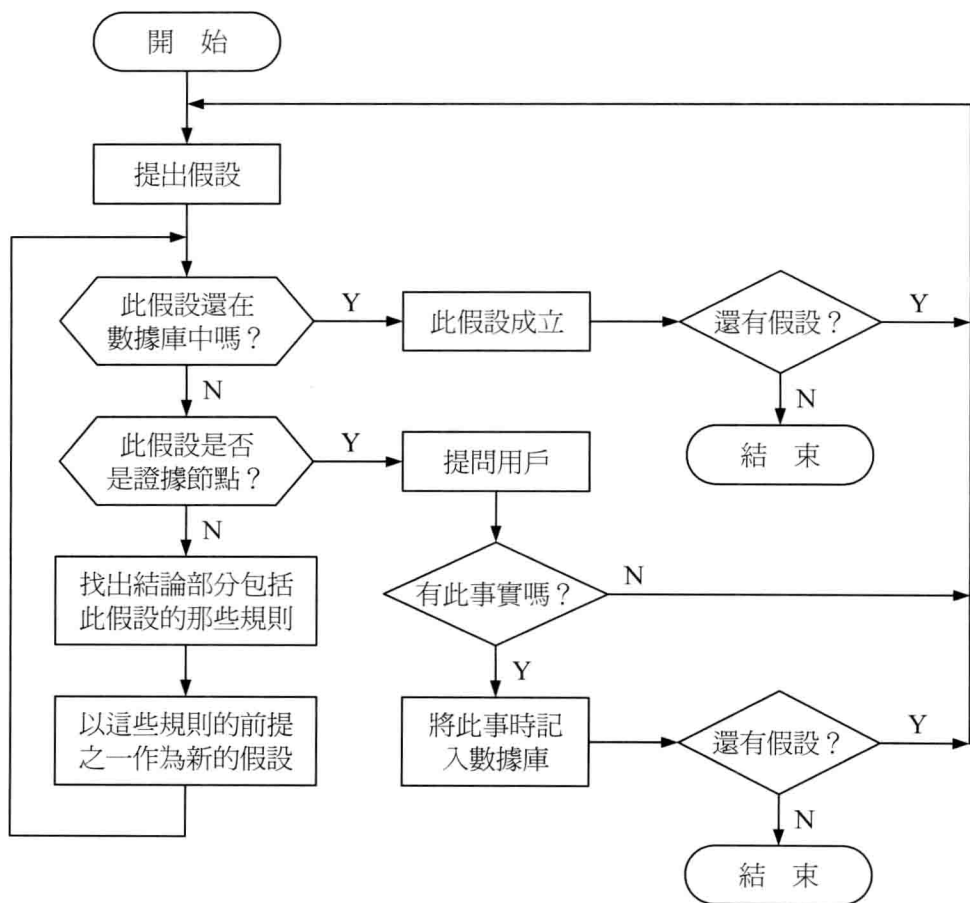 開 始
提出假設
此假設還在
數據庫中嗎？
Y
此假設成立
還有假設？
Y
N
N
結 束
此假設是否
是證據節點？
Y
提問用戶
N
找出結論部分包括
此假設的那些規則
有此事實嗎？
N
Y
以這些規則的前提
之一作為新的假設
將此事時記
入數據庫
還有假設？
Y
N
結 束